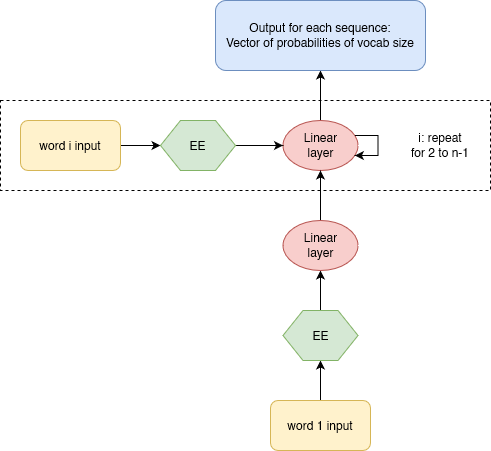 Output for each sequence:
Vector of probabilities of vocab size
word i input
EE
Linear
layer
i: repeat
for 2 to n-1
Linear
layer
EE
word 1 input